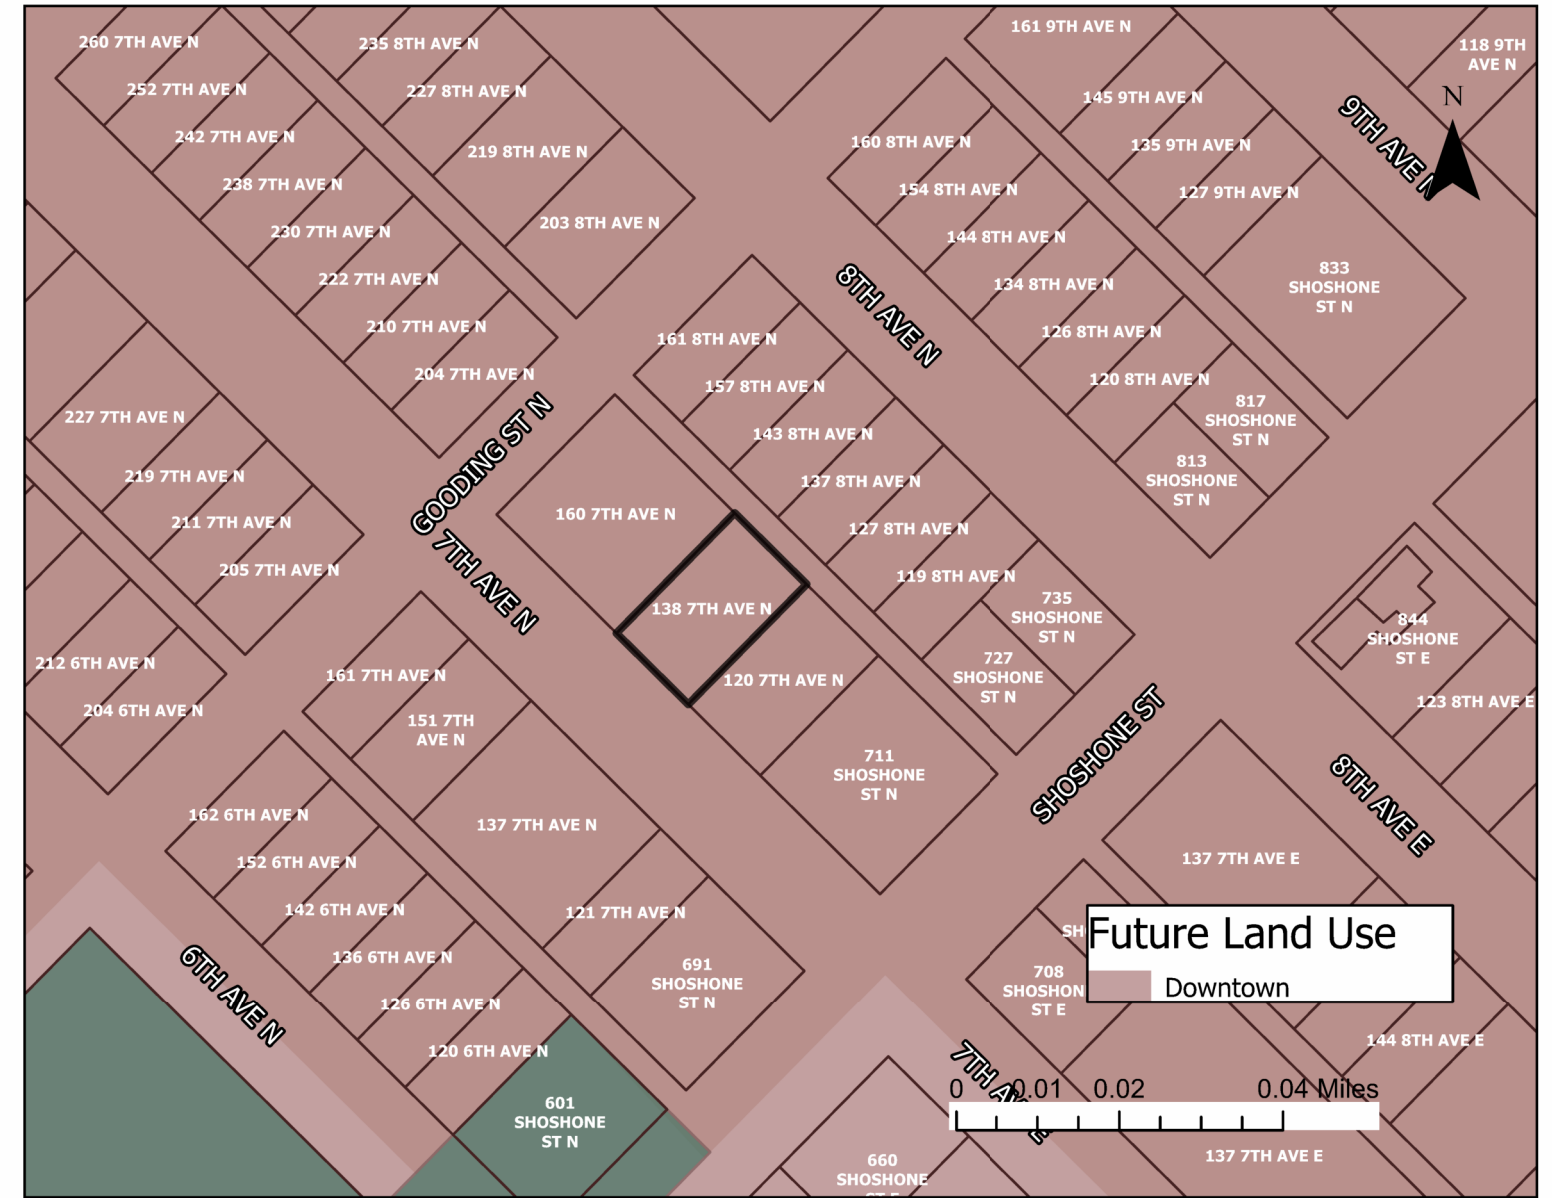 260 7TH AVE N
235 8TH AVE N
161 9TH AVE N
118 9TH
AVE N
252 7TH AVE N
227 8TH AVE N
145 9TH AVE N
9TH AVE N
N
242 7TH AVE N
219 8TH AVE N
160 8TH AVE N
135 9TH AVE N
238 7TH AVE N
154 8TH AVE N
127 9TH AVE N
230 7TH AVE N
203 8TH AVE N
144 8TH AVE N
833
SHOSHONE
ST N
222 7TH AVE N
8TH AVE N
134 8TH AVE N
210 7TH AVE N
161 8TH AVE N
126 8TH AVE N
204 7TH AVE N
157 8TH AVE N
120 8TH AVE N
227 7TH AVE N
GOODING ST N
143 8TH AVE N
817
SHOSHONE
ST N
219 7TH AVE N
137 8TH AVE N
813
SHOSHONE
ST N
211 7TH AVE N
160 7TH AVE N
127 8TH AVE N
205 7TH AVE N
7TH AVE N
119 8TH AVE N
138 7TH AVE N
735
SHOSHONE
ST N
844
SHOSHONE
ST E
212 6TH AVE N
161 7TH AVE N
120 7TH AVE N
727
SHOSHONE
ST N
123 8TH AVE E
204 6TH AVE N
151 7TH
AVE N
711
SHOSHONE
ST N
SHOSHONE ST
8TH AVE E
162 6TH AVE N
137 7TH AVE N
137 7TH AVE E
152 6TH AVE N
142 6TH AVE N
121 7TH AVE N
SH
Future Land Use
Downtown
136 6TH AVE N
691
SHOSHONE
ST N
708
SHOSHON
ST E
6TH AVE N
126 6TH AVE N
120 6TH AVE N
144 8TH AVE E
7TH AVE E
0 0.01 0.02 0.04 Miles
601
SHOSHONE
ST N
137 7TH AVE E
660
SHOSHONE
ST E